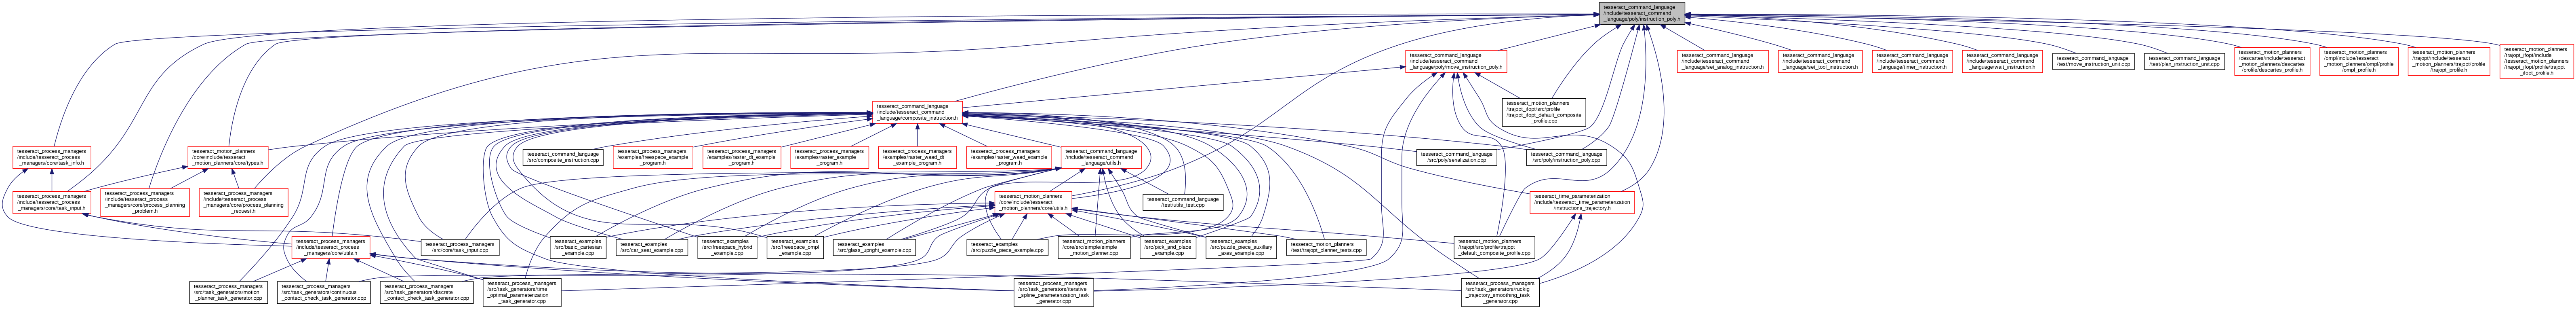 tesseract_command_language
/include/tesseract_command
_language/poly/instruction_poly.h
tesseract_command_language
/include/tesseract_command
_language/poly/move_instruction_poly.h
tesseract_command_language
/include/tesseract_command
_language/set_analog_instruction.h
tesseract_command_language
/include/tesseract_command
_language/set_tool_instruction.h
tesseract_command_language
/include/tesseract_command
_language/timer_instruction.h
tesseract_command_language
/include/tesseract_command
_language/wait_instruction.h
tesseract_command_language
/test/move_instruction_unit.cpp
tesseract_command_language
/test/plan_instruction_unit.cpp
tesseract_motion_planners
/descartes/include/tesseract
_motion_planners/descartes
/profile/descartes_profile.h
tesseract_motion_planners
/ompl/include/tesseract
_motion_planners/ompl/profile
/ompl_profile.h
tesseract_motion_planners
/trajopt/include/tesseract
_motion_planners/trajopt/profile
/trajopt_profile.h
tesseract_motion_planners
/trajopt_ifopt/include
/tesseract_motion_planners
/trajopt_ifopt/profile/trajopt
_ifopt_profile.h
tesseract_command_language
/include/tesseract_command
_language/composite_instruction.h
tesseract_motion_planners
/trajopt_ifopt/src/profile
/trajopt_ifopt_default_composite
_profile.cpp
tesseract_process_managers
/include/tesseract_process
_managers/core/task_info.h
tesseract_motion_planners
/core/include/tesseract
_motion_planners/core/types.h
tesseract_command_language
/src/composite_instruction.cpp
tesseract_process_managers
/examples/freespace_example
_program.h
tesseract_process_managers
/examples/raster_dt_example
_program.h
tesseract_process_managers
/examples/raster_example
_program.h
tesseract_process_managers
/examples/raster_waad_dt
_example_program.h
tesseract_process_managers
/examples/raster_waad_example
_program.h
tesseract_command_language
/include/tesseract_command
_language/utils.h
tesseract_command_language
/src/poly/serialization.cpp
tesseract_command_language
/src/poly/instruction_poly.cpp
tesseract_process_managers
/include/tesseract_process
_managers/core/task_input.h
tesseract_process_managers
/include/tesseract_process
_managers/core/process_planning
_problem.h
tesseract_process_managers
/include/tesseract_process
_managers/core/process_planning
_request.h
tesseract_motion_planners
/core/include/tesseract
_motion_planners/core/utils.h
tesseract_command_language
/test/utils_test.cpp
tesseract_time_parameterization
/include/tesseract_time_parameterization
/instructions_trajectory.h
tesseract_process_managers
/include/tesseract_process
_managers/core/utils.h
tesseract_process_managers
/src/core/task_input.cpp
tesseract_examples
/src/basic_cartesian
_example.cpp
tesseract_examples
/src/car_seat_example.cpp
tesseract_examples
/src/freespace_hybrid
_example.cpp
tesseract_examples
/src/freespace_ompl
_example.cpp
tesseract_examples
/src/glass_upright_example.cpp
tesseract_examples
/src/puzzle_piece_example.cpp
tesseract_motion_planners
/core/src/simple/simple
_motion_planner.cpp
tesseract_examples
/src/pick_and_place
_example.cpp
tesseract_examples
/src/puzzle_piece_auxillary
_axes_example.cpp
tesseract_motion_planners
/test/trajopt_planner_tests.cpp
tesseract_motion_planners
/trajopt/src/profile/trajopt
_default_composite_profile.cpp
tesseract_process_managers
/src/task_generators/motion
_planner_task_generator.cpp
tesseract_process_managers
/src/task_generators/continuous
_contact_check_task_generator.cpp
tesseract_process_managers
/src/task_generators/discrete
_contact_check_task_generator.cpp
tesseract_process_managers
/src/task_generators/time
_optimal_parameterization
_task_generator.cpp
tesseract_process_managers
/src/task_generators/iterative
_spline_parameterization_task
_generator.cpp
tesseract_process_managers
/src/task_generators/ruckig
_trajectory_smoothing_task
_generator.cpp